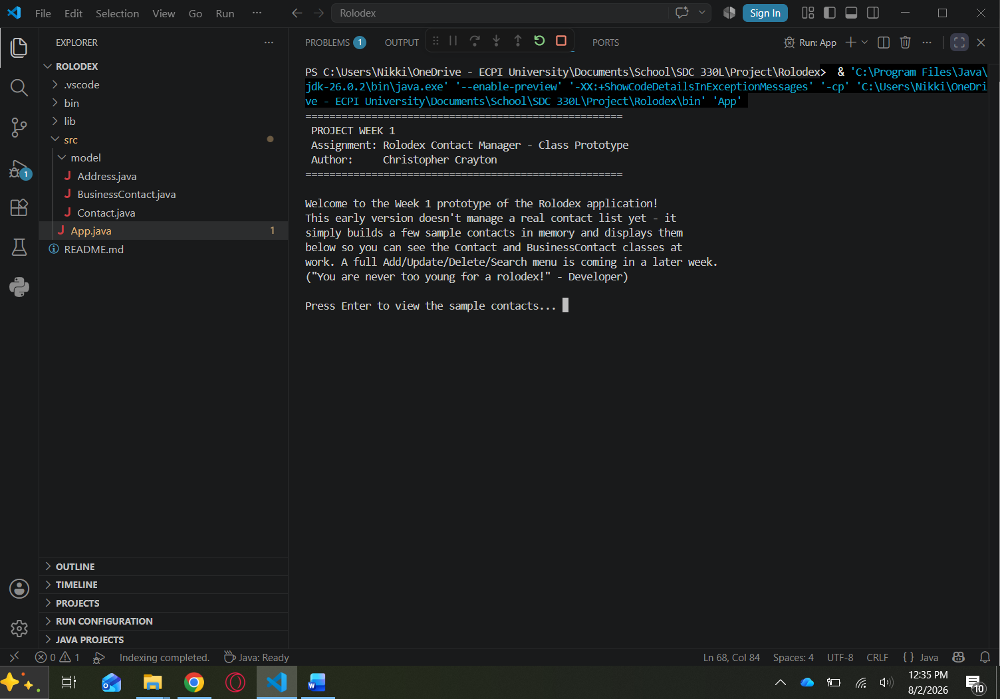 File Edit Selection View Go Run ··· Rolodex Sign In
EXPLORER ···
PROBLEMS 1 OUTPUT PORTS Run: App ···
ROLODEX
.vscode
bin
lib
src
model
J Address.java
J BusinessContact.java
J Contact.java
J App.java 1
README.md
1
PS C:\Users\Nikki\OneDrive - ECPI University\Documents\School\SDC 330L\Project\Rolodex>  & 'C:\Program Files\Java\
jdk-26.0.2\bin\java.exe' '--enable-preview' '-XX:+ShowCodeDetailsInExceptionMessages' '-cp' 'C:\Users\Nikki\OneDri
ve - ECPI University\Documents\School\SDC 330L\Project\Rolodex\bin' 'App'
=====================================================
PROJECT WEEK 1
Assignment: Rolodex Contact Manager - Class Prototype
Author:     Christopher Crayton
=====================================================
Welcome to the Week 1 prototype of the Rolodex application!
This early version doesn't manage a real contact list yet - it
simply builds a few sample contacts in memory and displays them
below so you can see the Contact and BusinessContact classes at
work. A full Add/Update/Delete/Search menu is coming in a later week.
("You are never too young for a rolodex!" - Developer)
Press Enter to view the sample contacts...
OUTLINE
TIMELINE
PROJECTS
RUN CONFIGURATION
JAVA PROJECTS
0 1 Indexing completed. Java: Ready Ln 68, Col 84 Spaces: 4 UTF-8 CRLF { } Java
12:35 PM
8/2/2026
10